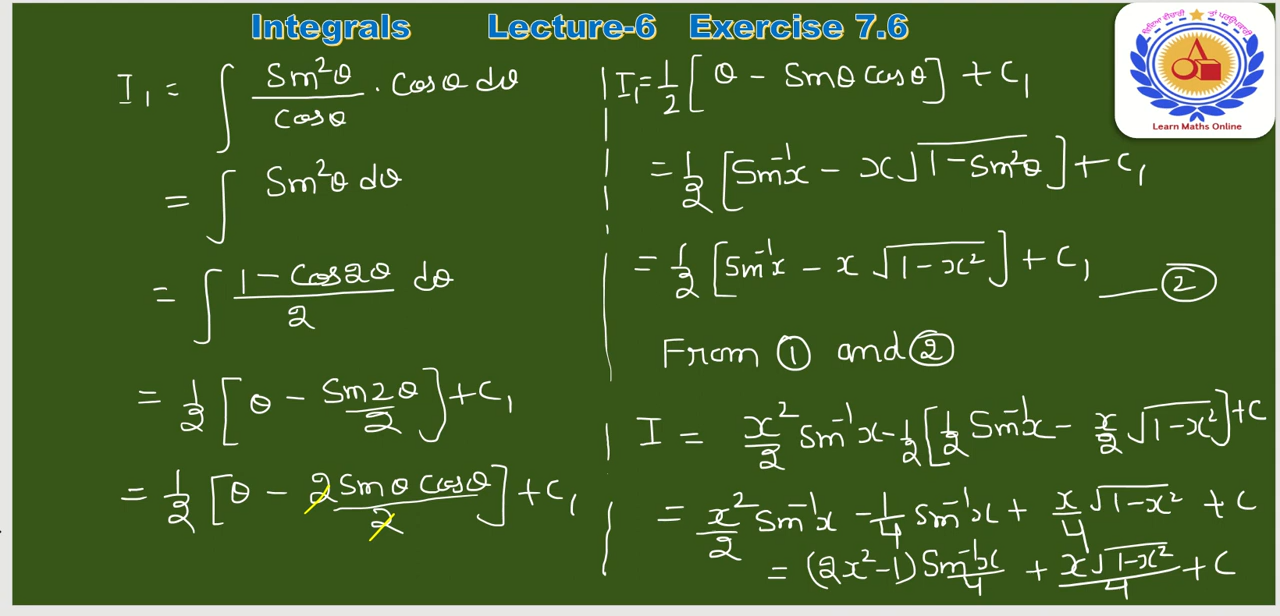 Integrals Lecture-6 Exercise 7.6
I₁ = ∫ Sin²θ/Cosθ · Cosθ dθ
= ∫ Sin²θ dθ
= ∫ (1 - Cos2θ)/2 dθ
= 1/2 [θ - Sin2θ/2] + C₁
= 1/2 [θ - 2Sinθ Cosθ/2] + C₁
I₁ = 1/2 [θ - Sinθ Cosθ] + C₁
= 1/2 [Sin⁻¹x - x√(1 - Sin²θ)] + C₁
= 1/2 [Sin⁻¹x - x√(1 - x²)] + C₁ — ②
From ① and ②
I = x²/2 Sin⁻¹x - 1/2 [1/2 Sin⁻¹x - x/2 √(1 - x²)] + C
= x²/2 Sin⁻¹x - 1/4 Sin⁻¹x + x/4 √(1 - x²) + C
= (2x² - 1) Sin⁻¹x/4 + x√(1 - x²)/4 + C
Learn Maths Online